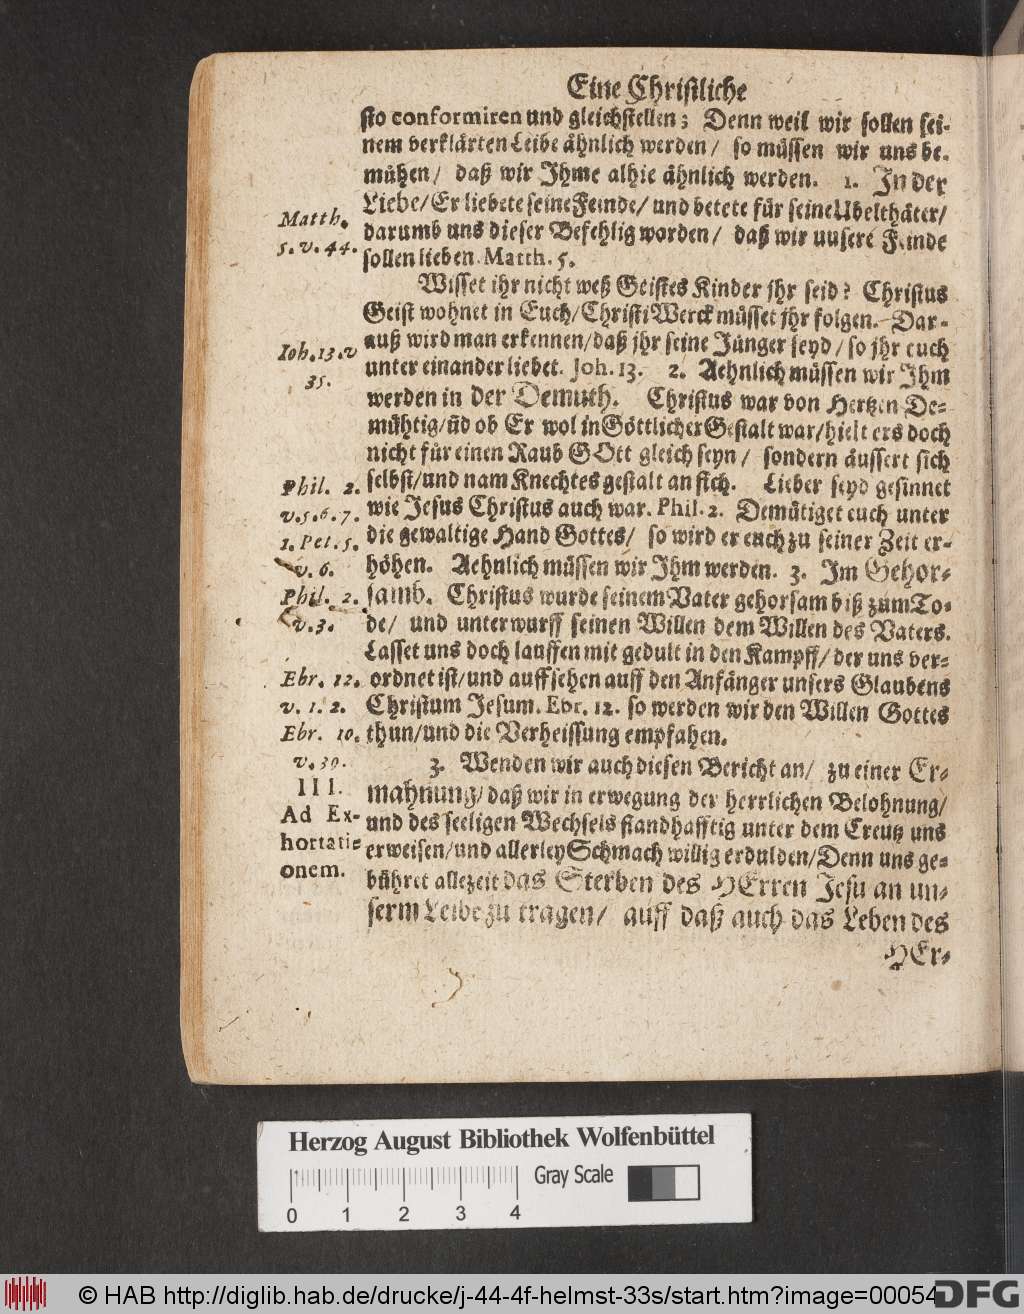 Eine Christliche
sto conformiren und gleichstellen; Denn weil wir sollen sei-
nem verklärten Leibe ähnlich werden/ so müssen wir uns be-
mühen/ daß wir Ihme alhie ähnlich werden. 1. In der
Liebe/ Er liebete seine Feinde/ und betete für seine Ubelthäter/
Matth.
5. v. 44.
darumb uns dieser Befehlig worden/ daß wir uusere Feinde
sollen lieben. Matth. 5.
Wisset ihr nicht weß Geistes Kinder jhr seid? Christus
Geist wohnet in Euch/ Christi Werck müsset jhr folgen. Dar-
auß wird man erkennen/ daß jhr seine Jünger seyd/ so jhr euch
Ioh. 13. v
35.
unter einander liebet. Joh. 13. 2. Aehnlich müssen wir Ihm
werden in der Demuth. Christus war von Hertzen De-
mühtig/ uñ ob Er wol in Göttlicher Gestalt war/ hielt ers doch
nicht für einen Raub GOtt gleich seyn/ sondern äussert sich
selbst/ und nam Knechtes gestalt an sich. Lieber seyd gesinnet
Phil. 2.
v. 5. 6. 7.
wie Jesus Christus auch war. Phil. 2. Demütiget euch unter
die gewaltige Hand Gottes/ so wird er euch zu seiner Zeit er-
1. Pet. 5.
v. 6.
höhen. Aehnlich müssen wir Ihm werden. 3. Im Gehor-
samb. Christus wurde seinem Vater gehorsam biß zum To-
Phil. 2.
v. 3.
de/ und unterwurff seinen Willen dem Willen des Vaters.
Lasset uns doch lauffen mit gedult in den Kampff/ der uns ver-
ordnet ist/ und auffsehen auff den Anfänger unsers Glaubens
Ebr. 12.
v. 1. 2.
Christum Jesum. Ebr. 12. so werden wir den Willen Gottes
thun/ und die Verheissung empfahen.
Ebr. 10.
v. 39.
3. Wenden wir auch diesen Bericht an/ zu einer Er-
III.
Ad Ex-
hortati-
onem.
mahnung/ daß wir in erwegung der herrlichen Belohnung/
und des seeligen Wechsels standhafftig unter dem Creutz uns
erweisen/ und allerley Schmach willig erdulden/ Denn uns ge-
bühret allezeit das Sterben des HErren Jesu an un-
serm Leibe zu tragen/ auff daß auch das Leben des
HEr-
Herzog August Bibliothek Wolfenbüttel
Gray Scale
0 1 2 3 4
© HAB http://diglib.hab.de/drucke/j-44-4f-helmst-33s/start.htm?image=00054
DFG